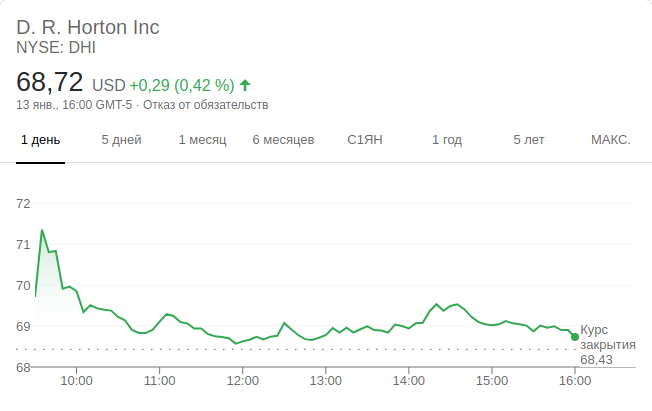 D. R. Horton Inc
NYSE: DHI
68,72 USD +0,29 (0,42 %)
13 янв., 16:00 GMT-5 · Отказ от обязательств
1 день 5 дней 1 месяц 6 месяцев С1ЯН 1 год 5 лет МАКС.
72
71
70
69
68
Курс
закрытия
68,43
10:00 11:00 12:00 13:00 14:00 15:00 16:00